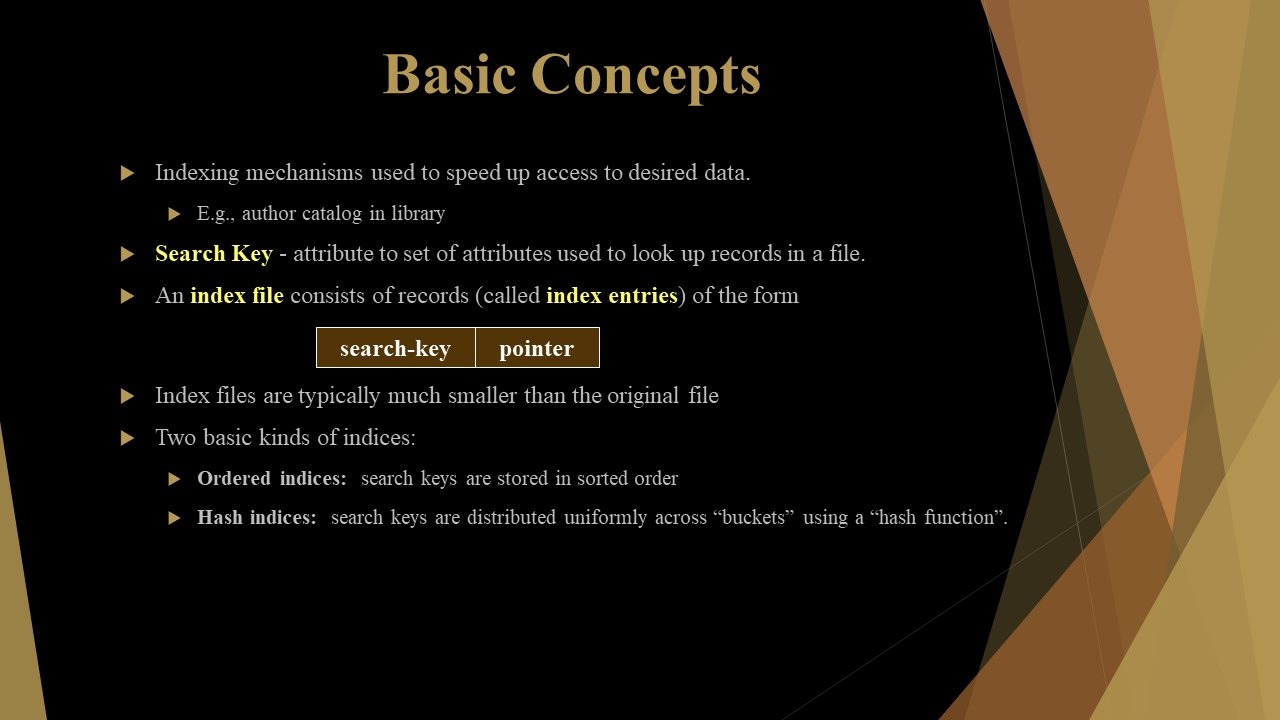 Basic Concepts
Indexing mechanisms used to speed up access to desired data.
E.g., author catalog in library
Search Key - attribute to set of attributes used to look up records in a file.
An index file consists of records (called index entries) of the form
search-key pointer
Index files are typically much smaller than the original file
Two basic kinds of indices:
Ordered indices: search keys are stored in sorted order
Hash indices: search keys are distributed uniformly across “buckets” using a “hash function”.